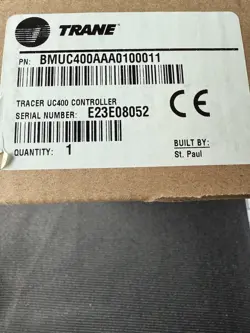 TRANE
PN: BMUC400AAA0100011
TRACER UC400 CONTROLLER
SERIAL NUMBER: E23E08052
CE
QUANTITY: 1
BUILT BY:
St. Paul